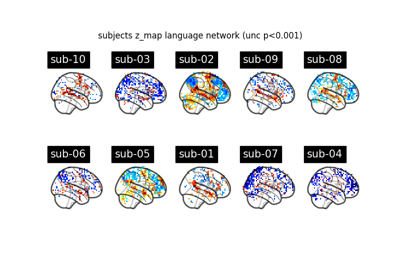 subjects z_map language network (unc p<0.001)
sub-10 sub-03 sub-02 sub-09 sub-08
sub-06 sub-05 sub-01 sub-07 sub-04